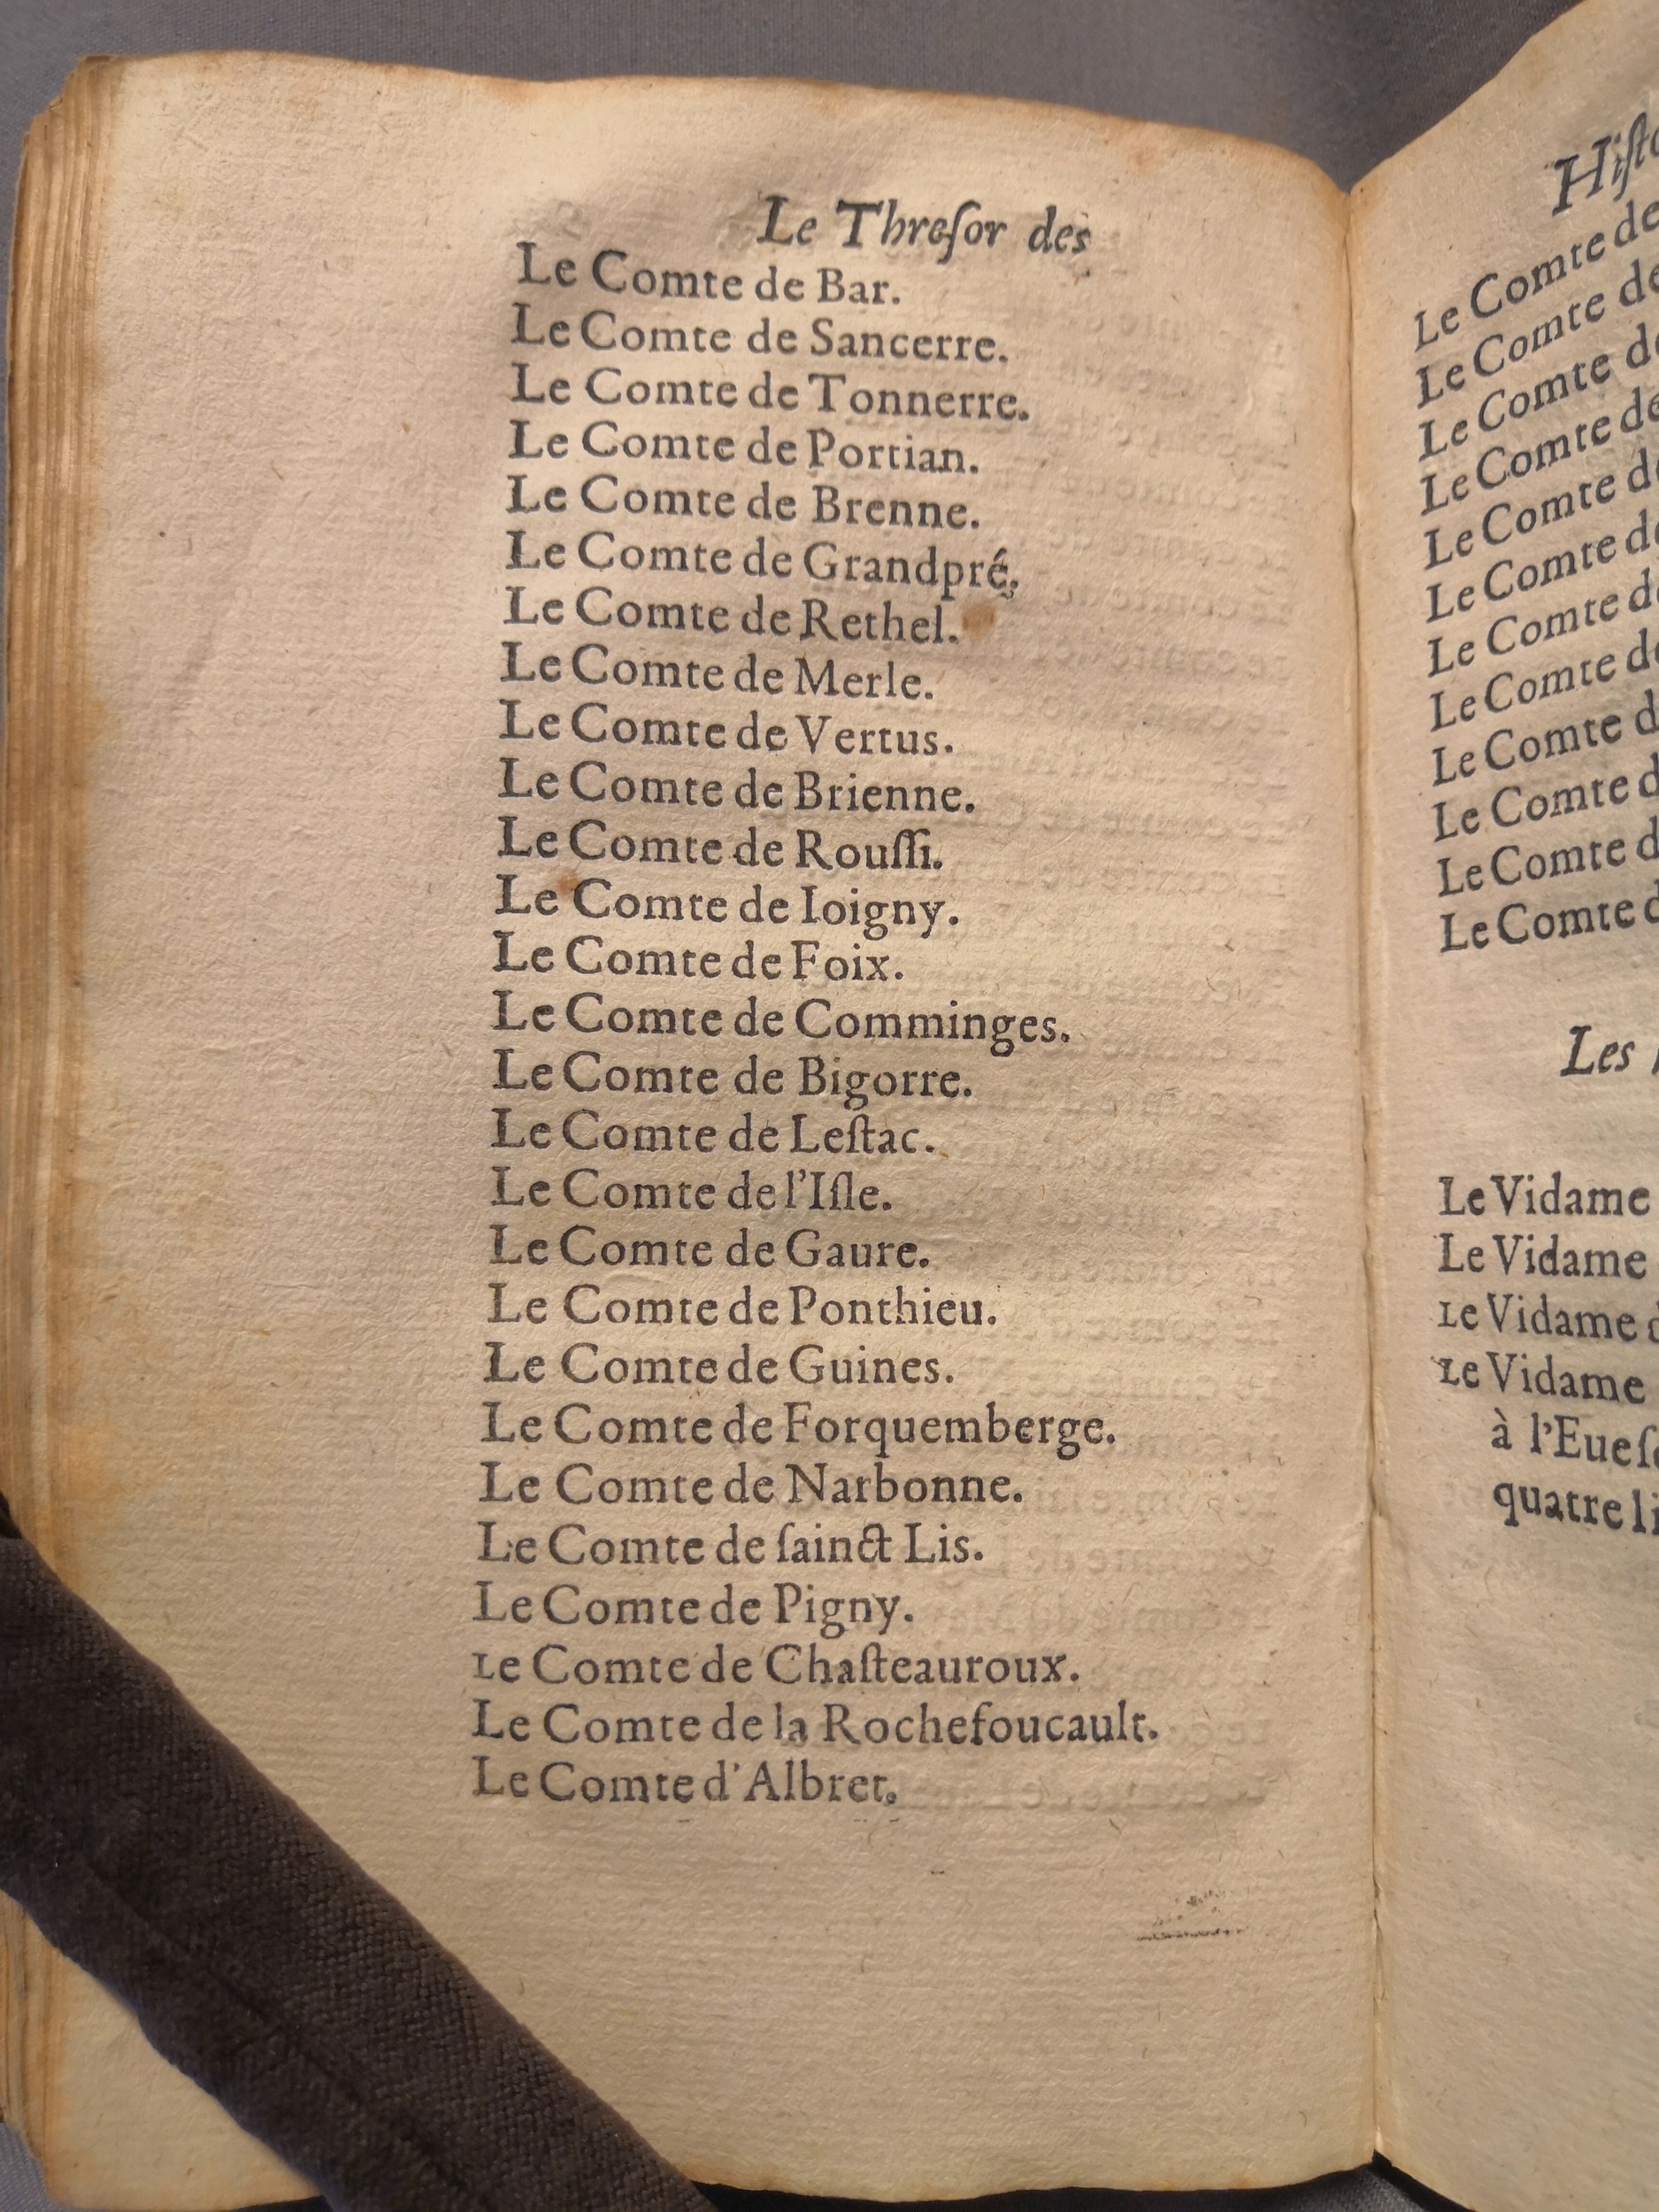 Le Threſor des
Le Comte de Bar.
Le Comte de Sancerre.
Le Comte de Tonnerre.
Le Comte de Portian.
Le Comte de Brenne.
Le Comte de Grandpré.
Le Comte de Rethel.
Le Comte de Merle.
Le Comte de Vertus.
Le Comte de Brienne.
Le Comte de Rouſſi.
Le Comte de Ioigny.
Le Comte de Foix.
Le Comte de Comminges.
Le Comte de Bigorre.
Le Comte de Leſtac.
Le Comte de l'Iſle.
Le Comte de Gaure.
Le Comte de Ponthieu.
Le Comte de Guines.
Le Comte de Forquemberge.
Le Comte de Narbonne.
Le Comte de ſainct Lis.
Le Comte de Pigny.
Le Comte de Chaſteauroux.
Le Comte de la Rochefoucault.
Le Comte d'Albret.
Le Comte de
Le Comte de
Le Comte
Le Comte de
Le Comte
Le Comte
Le Comte
Le Comte
Le Comte
Le Comte
Le Comte
Le Comte
Les
Le Vidame
Le Vidame
Le Vidame
Le Vidame
à
quatre